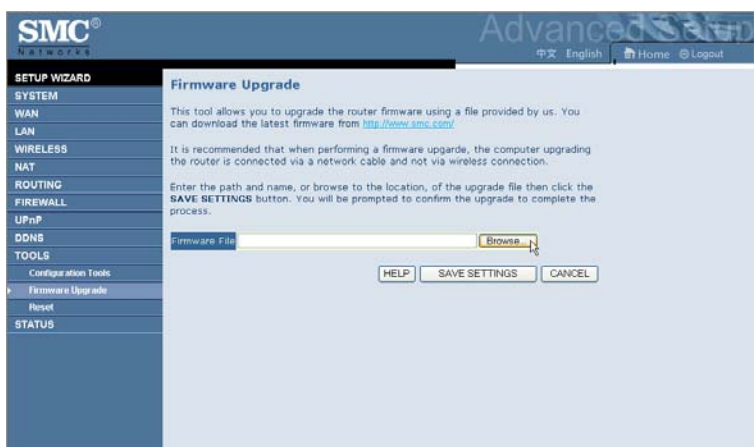 SMC®
Networks
Advanced Setup
中文 English Home Logout
SETUP WIZARD
SYSTEM
WAN
LAN
WIRELESS
NAT
ROUTING
FIREWALL
UPnP
DDNS
TOOLS
Configuration Tools
Firmware Upgrade
Reset
STATUS
Firmware Upgrade
This tool allows you to upgrade the router firmware using a file provided by us. You
can download the latest firmware from http://www.smc.com/
It is recommended that when performing a firmware upgarde, the computer upgrading
the router is connected via a network cable and not via wireless connection.
Enter the path and name, or browse to the location, of the upgrade file then click the
SAVE SETTINGS button. You will be prompted to confirm the upgrade to complete the
process.
Firmware File Browse...
HELP SAVE SETTINGS CANCEL